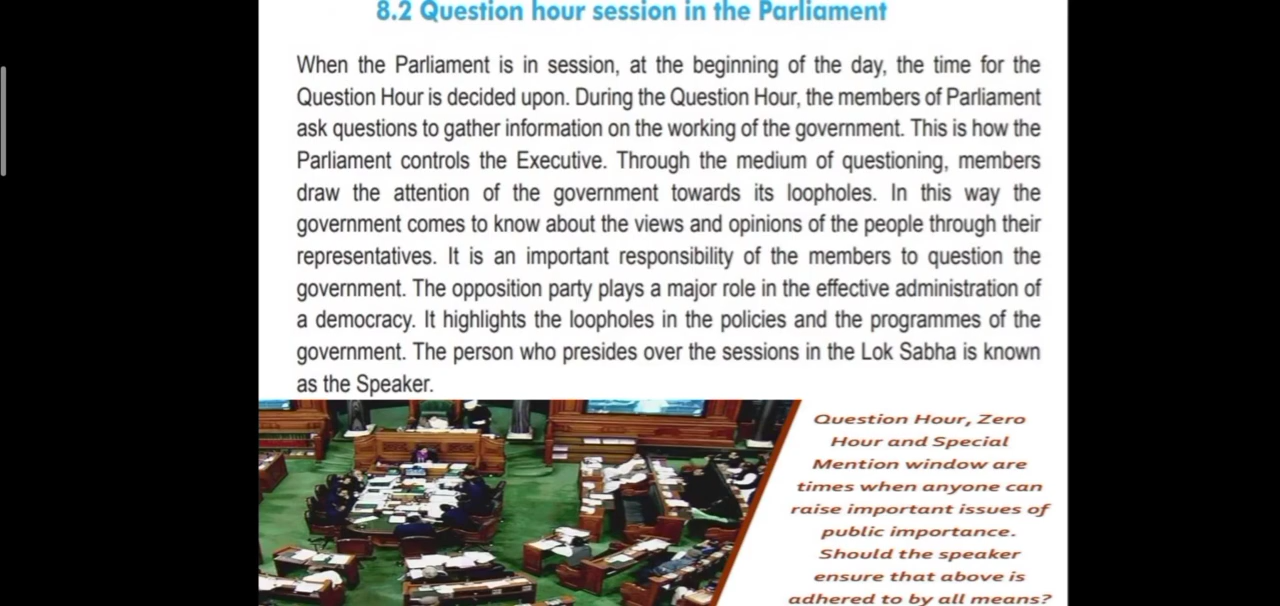 8.2 Question hour session in the Parliament
When the Parliament is in session, at the beginning of the day, the time for the
Question Hour is decided upon. During the Question Hour, the members of Parliament
ask questions to gather information on the working of the government. This is how the
Parliament controls the Executive. Through the medium of questioning, members
draw the attention of the government towards its loopholes. In this way the
government comes to know about the views and opinions of the people through their
representatives. It is an important responsibility of the members to question the
government. The opposition party plays a major role in the effective administration of
a democracy. It highlights the loopholes in the policies and the programmes of the
government. The person who presides over the sessions in the Lok Sabha is known
as the Speaker.
Question Hour, Zero
Hour and Special
Mention window are
times when anyone can
raise important issues of
public importance.
Should the speaker
ensure that above is
adhered to by all means?